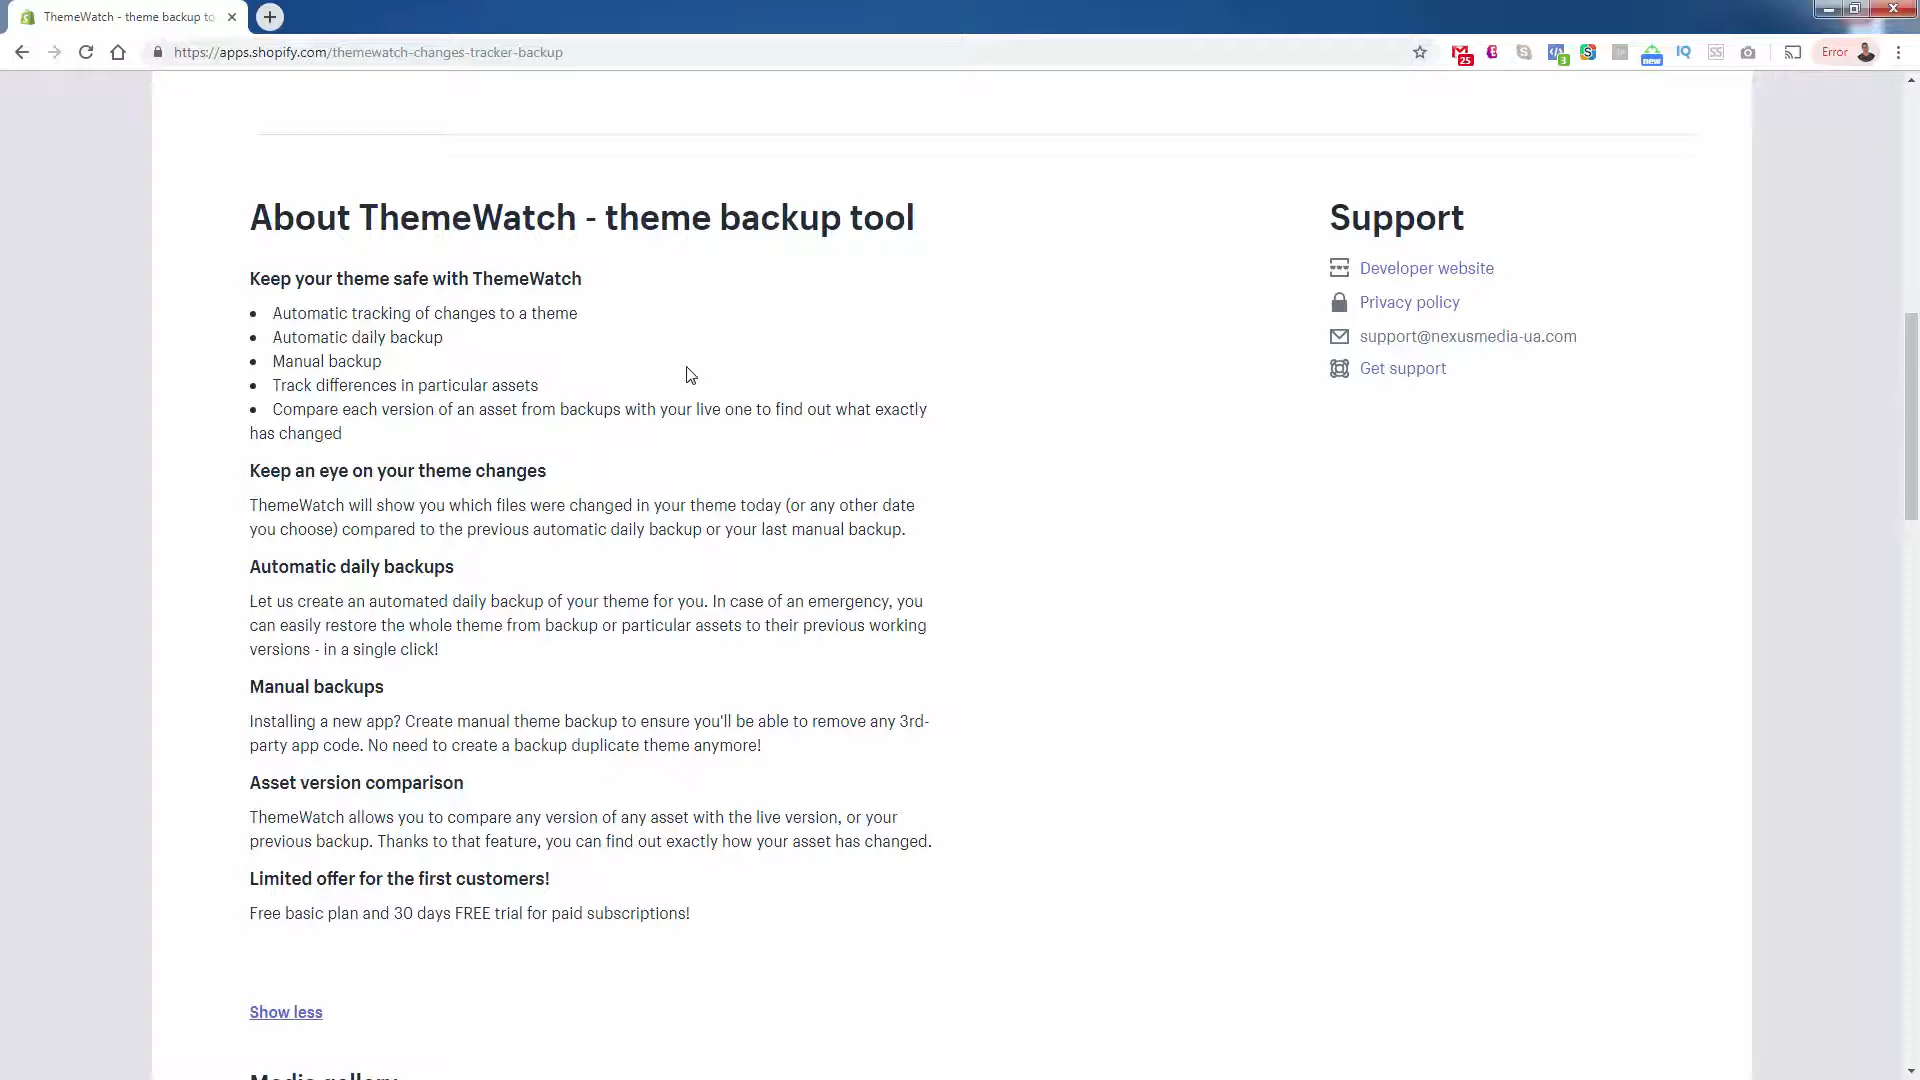 ThemeWatch - theme backup to
https://apps.shopify.com/themewatch-changes-tracker-backup
25
3
new
IQ
SS
Error
About ThemeWatch - theme backup tool
Keep your theme safe with ThemeWatch
• Automatic tracking of changes to a theme
• Automatic daily backup
• Manual backup
• Track differences in particular assets
• Compare each version of an asset from backups with your live one to find out what exactly
has changed
Keep an eye on your theme changes
ThemeWatch will show you which files were changed in your theme today (or any other date
you choose) compared to the previous automatic daily backup or your last manual backup.
Automatic daily backups
Let us create an automated daily backup of your theme for you. In case of an emergency, you
can easily restore the whole theme from backup or particular assets to their previous working
versions - in a single click!
Manual backups
Installing a new app? Create manual theme backup to ensure you'll be able to remove any 3rd-
party app code. No need to create a backup duplicate theme anymore!
Asset version comparison
ThemeWatch allows you to compare any version of any asset with the live version, or your
previous backup. Thanks to that feature, you can find out exactly how your asset has changed.
Limited offer for the first customers!
Free basic plan and 30 days FREE trial for paid subscriptions!
Show less
Media gallery
Support
Developer website
Privacy policy
support@nexusmedia-ua.com
Get support